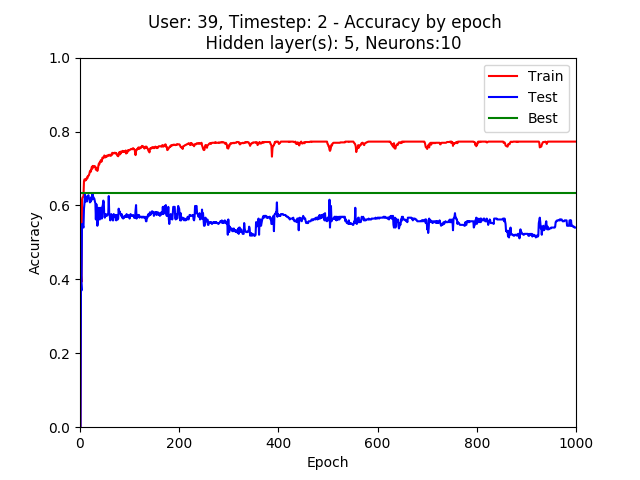 User: 39, Timestep: 2 - Accuracy by epoch
Hidden layer(s): 5, Neurons:10
1.0
Train
Test
Best
0.8
0.6
Accuracy
0.4
0.2
0.0
0 200 400 600 800 1000
Epoch